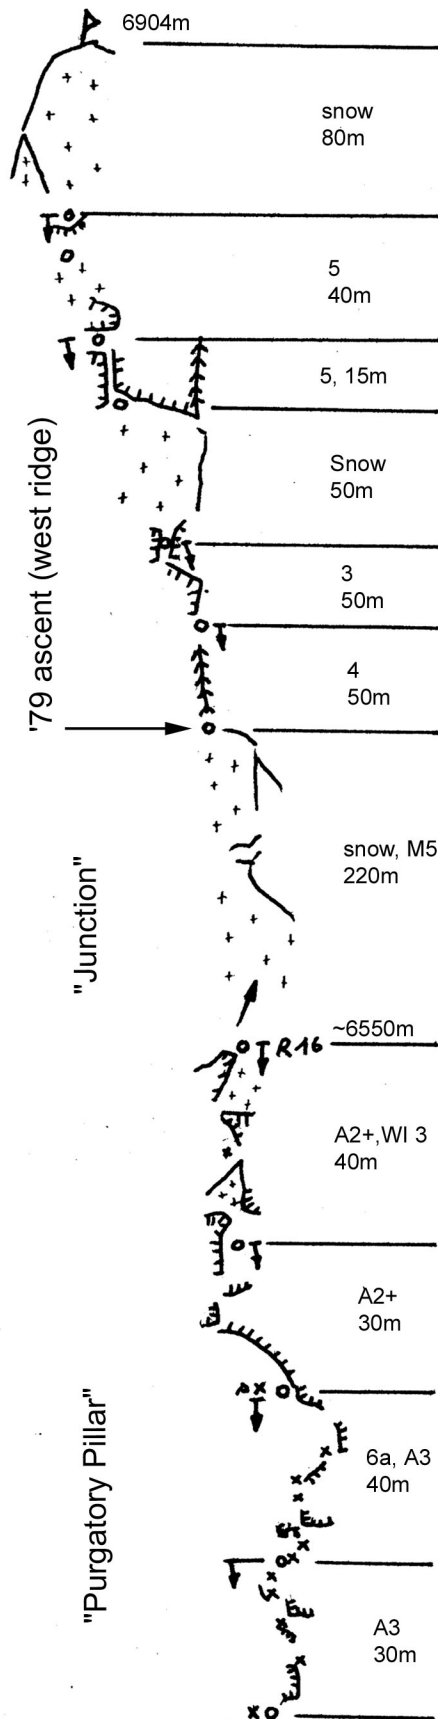 6904m
snow
80m
5
40m
5, 15m
Snow
50m
3
50m
4
50m
'79 ascent (west ridge)
snow, M5
220m
"Junction"
~6550m
R16
A2+,WI 3
40m
A2+
30m
6a, A3
40m
"Purgatory Pillar"
A3
30m